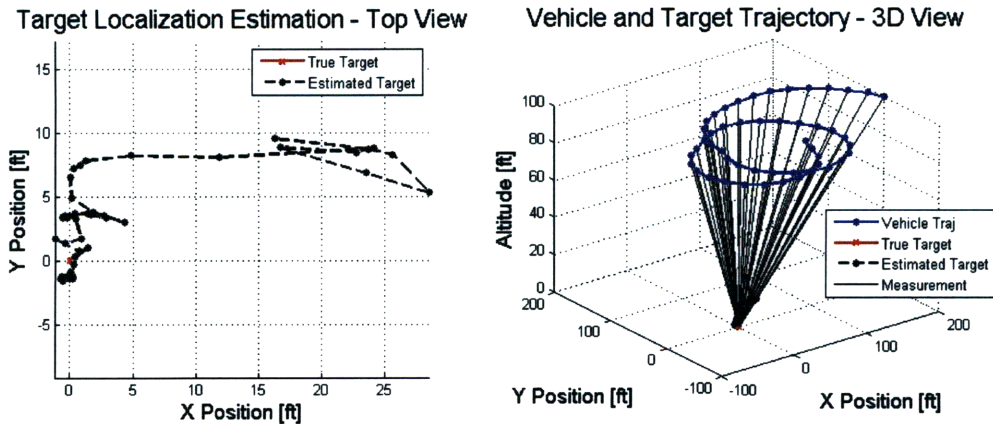 Target Localization Estimation - Top View
True Target
Estimated Target
15
10
5
0
-5
0
5
10
15
20
25
Y Position [ft]
X Position [ft]
Vehicle and Target Trajectory - 3D View
100
80
60
40
20
0
200
100
0
-100
-100
0
100
200
Altitude [ft]
Vehicle Traj
True Target
Estimated Target
Measurement
Y Position [ft]
X Position [ft]